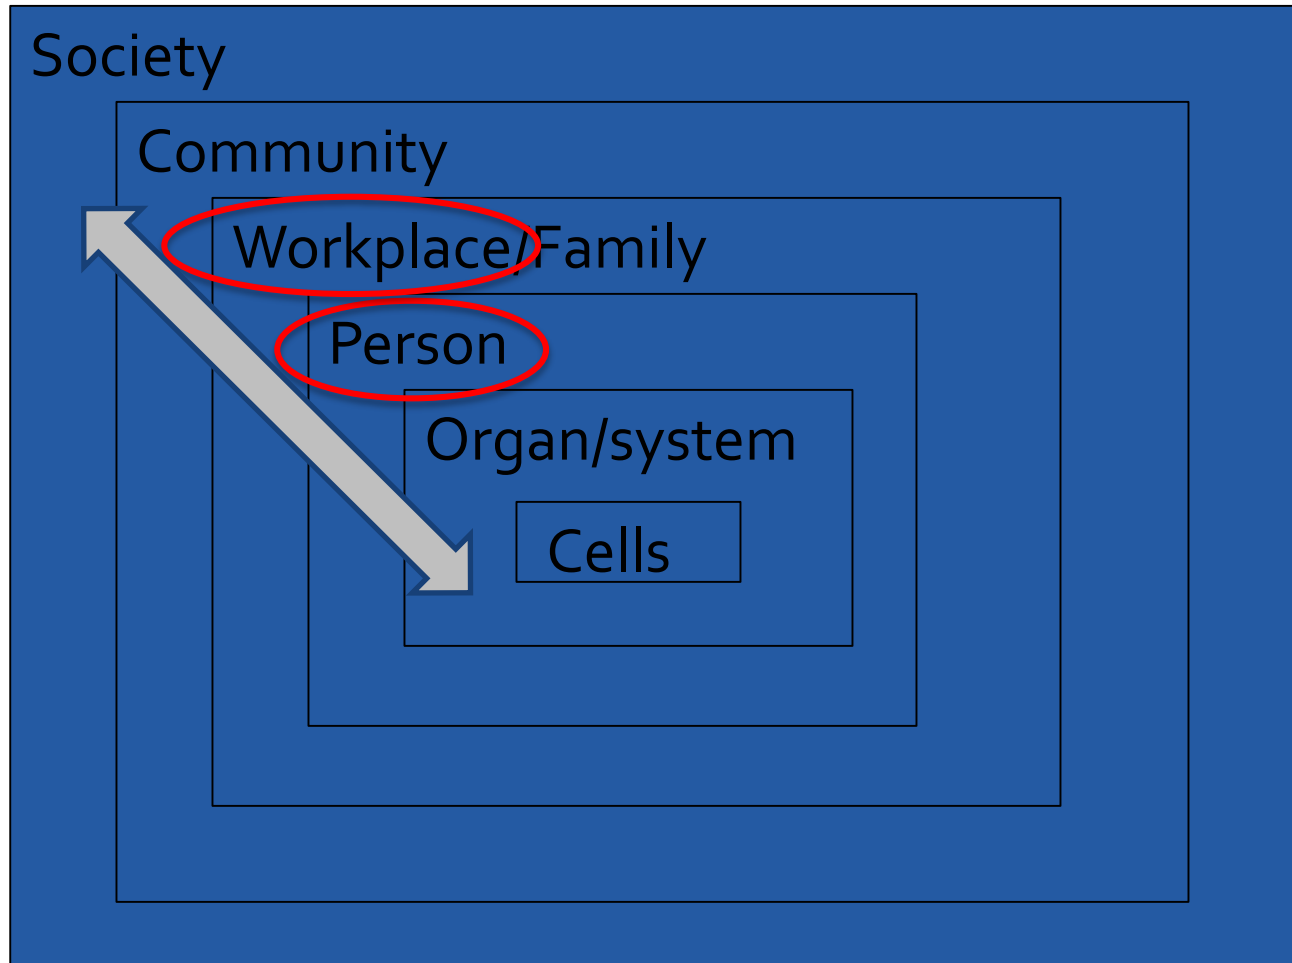 Society
Community
Workplace/Family
Person
Organ/system
Cells